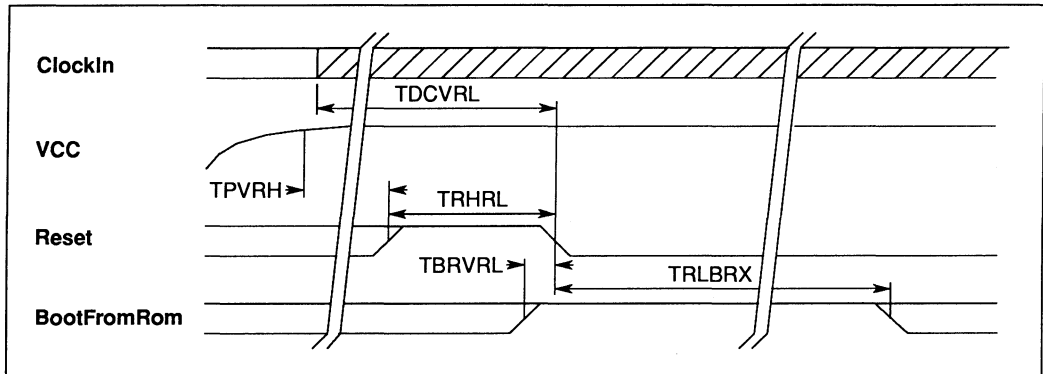 ClockIn
TDCVRL
VCC
TPVRH
TRHRL
Reset
TBRVRL
TRLBRX
BootFromRom